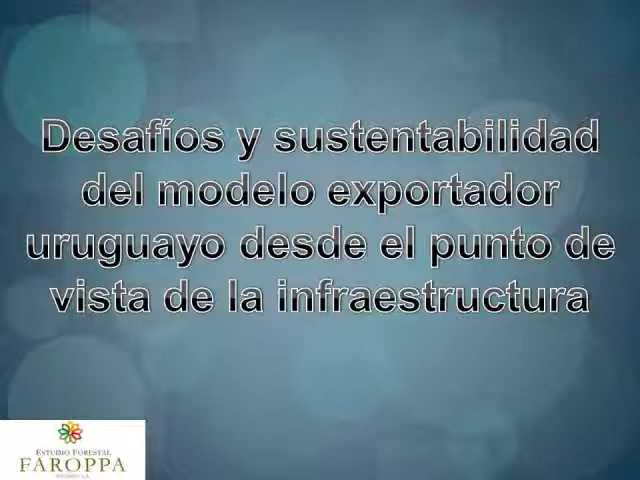 Desafíos y sustentabilidad
del modelo exportador
uruguayo desde el punto de
vista de la infraestructura
ESTUDIO FORESTAL
FAROPPA